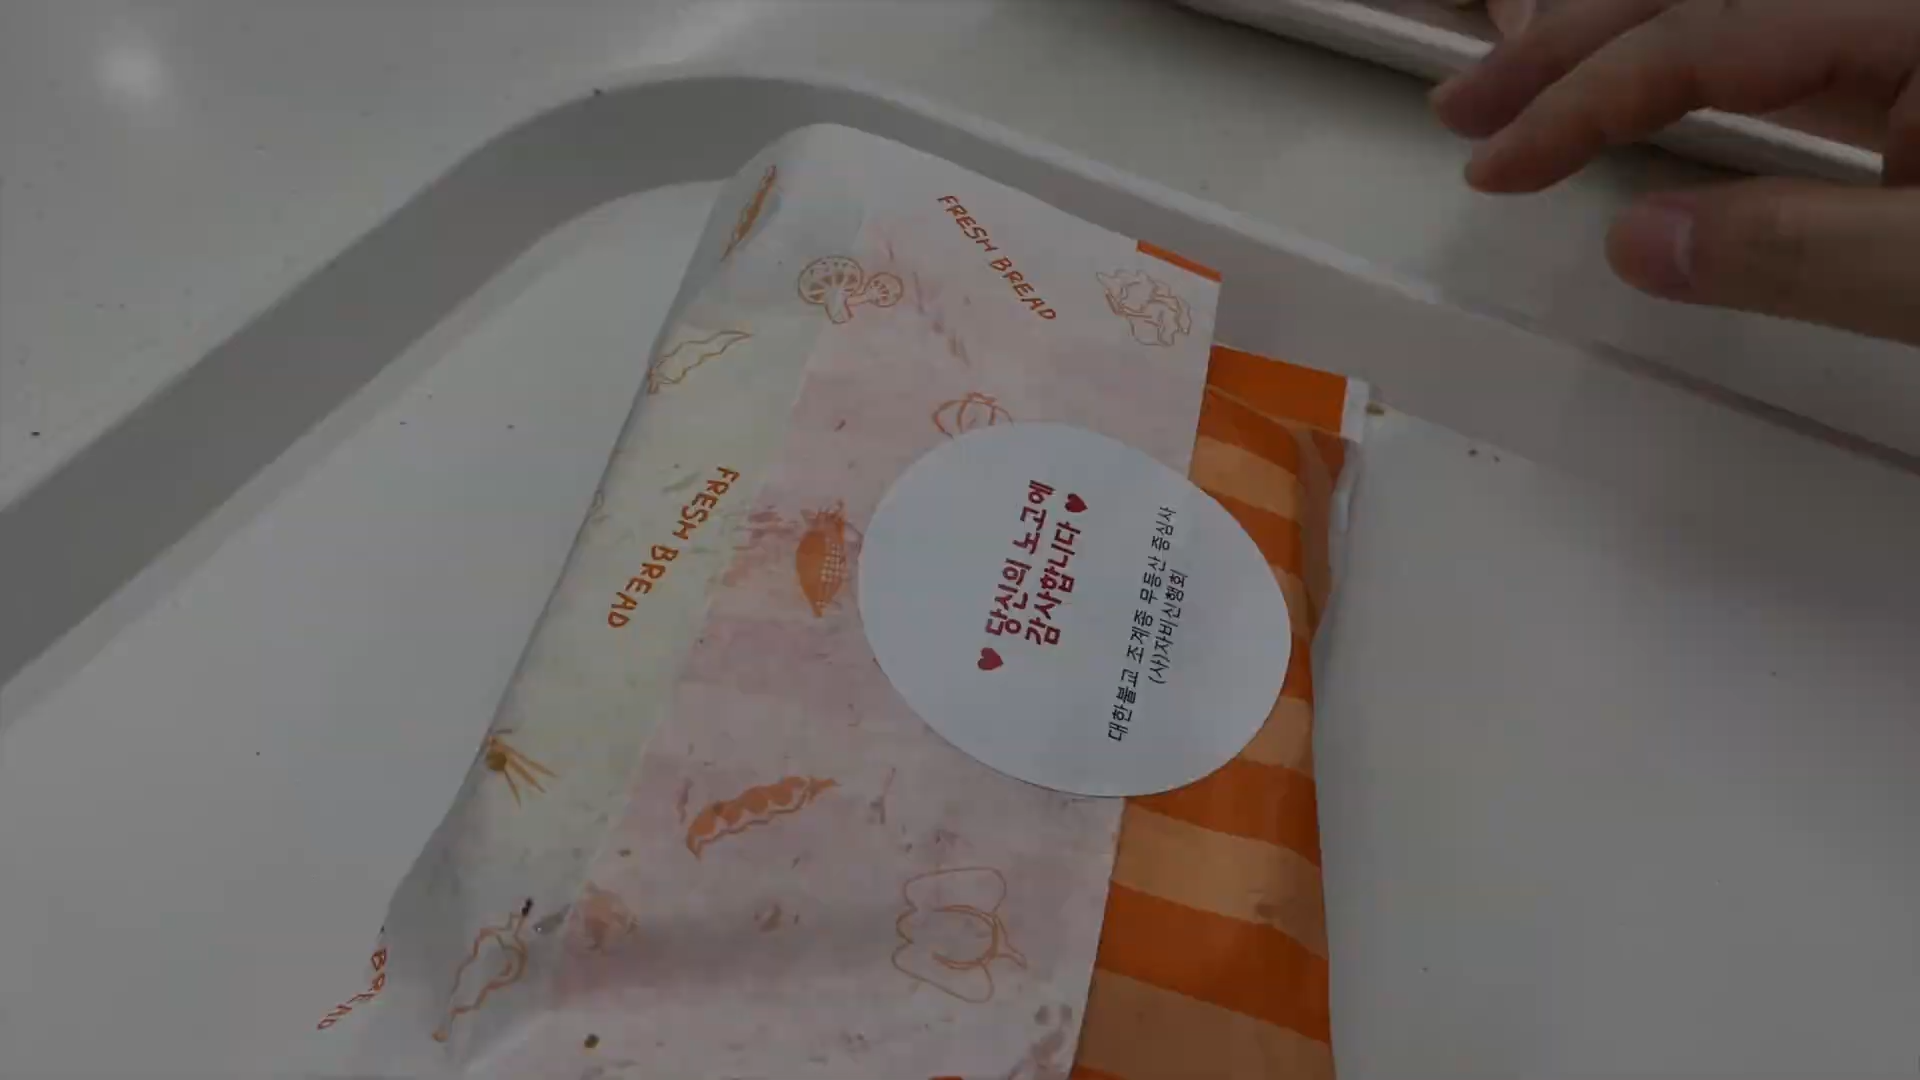 FRESH BREAD
FRESH BREAD
BREAD
당신의 노고에
감사합니다
대한불교 조계종 무등산 증심사
(사)자비신행회